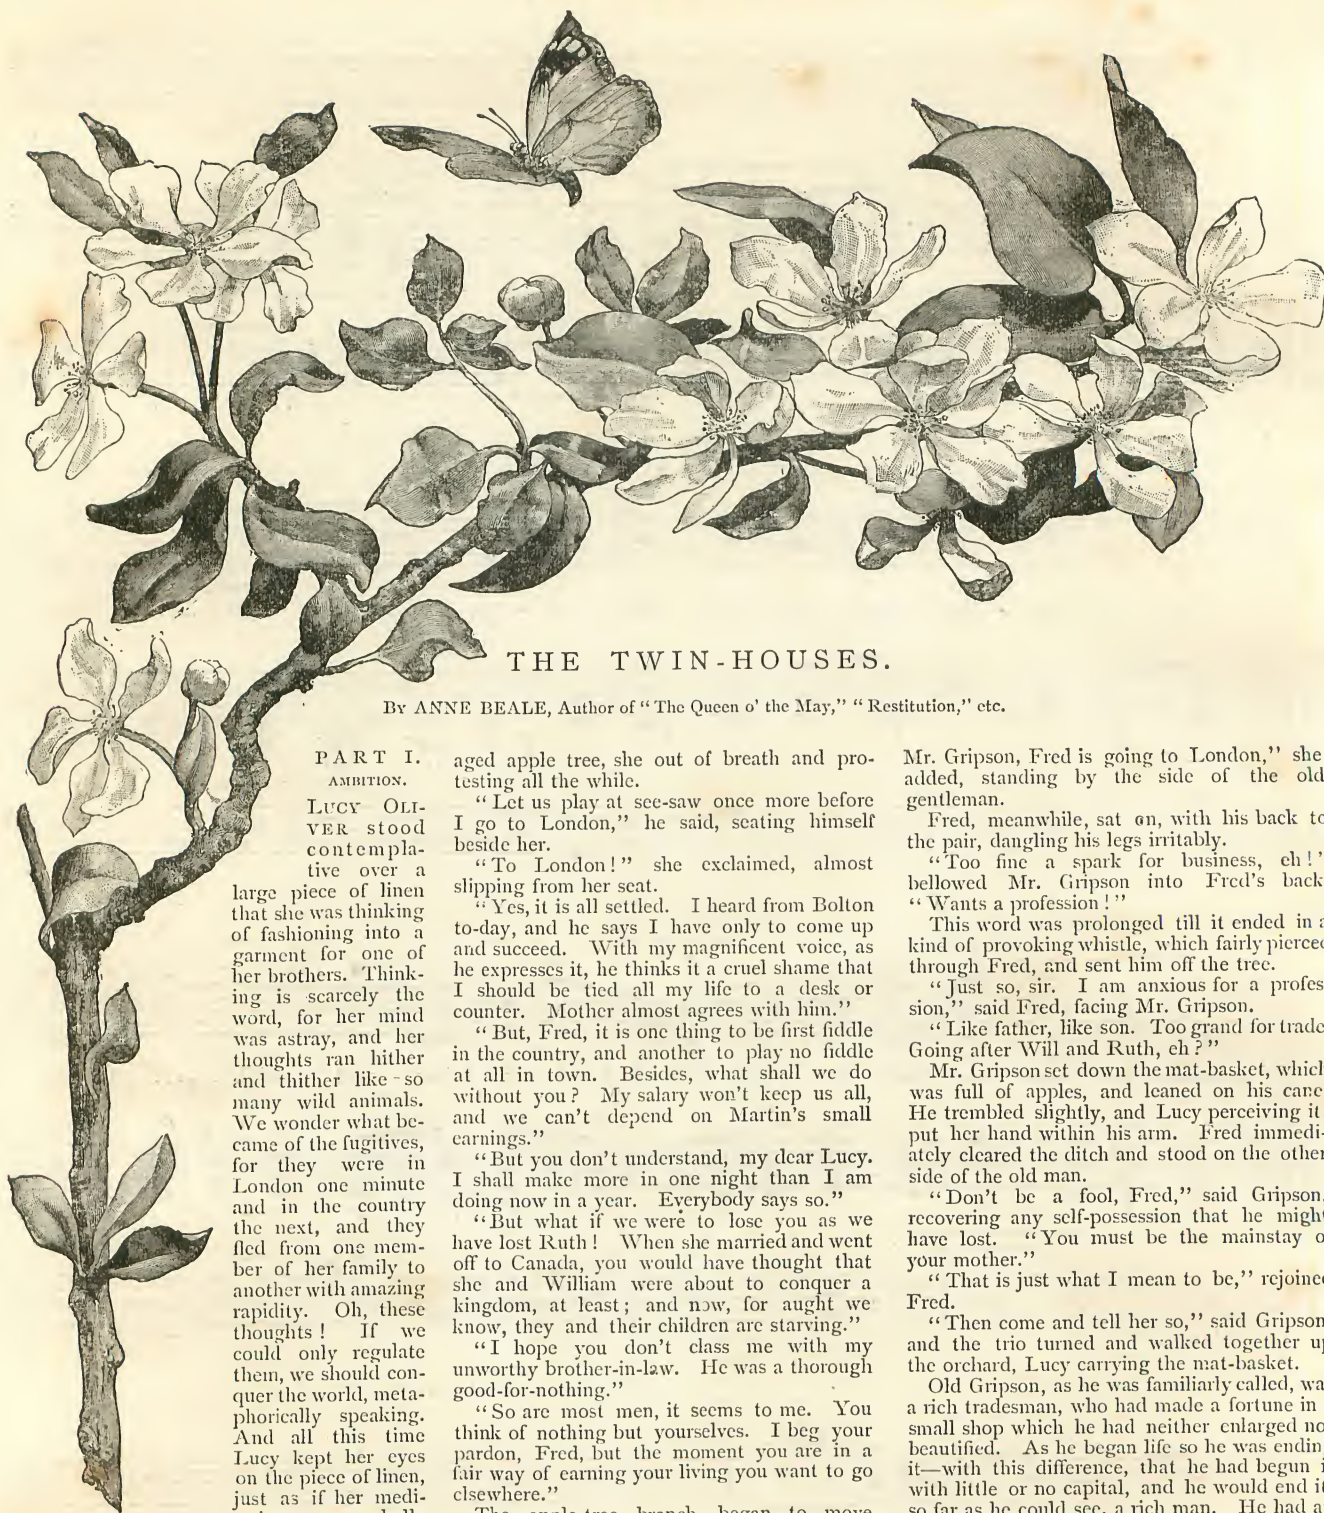 THE TWIN-HOUSES.
BY ANNE BEALE, Author of "The Queen o' the May," "Restitution," etc.
PART I.
AMBITION.
LUCY OLI-
VER stood
contempla-
tive over a
large piece of linen
that she was thinking
of fashioning into a
garment for one of
her brothers. Think-
ing is scarcely the
word, for her mind
was astray, and her
thoughts ran hither
and thither like so
many wild animals.
We wonder what be-
came of the fugitives,
for they were in
London one minute
and in the country
the next, and they
fled from one mem-
ber of her family to
another with amazing
rapidity. Oh, these
thoughts! If we
could only regulate
them, we should con-
quer the world, meta-
phorically speaking.
And all this time
Lucy kept her eyes
on the piece of linen,
just as if her medi-
aged apple tree, she out of breath and pro-
testing all the while.
"Let us play at see-saw once more before
I go to London," he said, seating himself
beside her.
"To London!" she exclaimed, almost
slipping from her seat.
"Yes, it is all settled. I heard from Bolton
to-day, and he says I have only to come up
and succeed. With my magnificent voice, as
he expresses it, he thinks it a cruel shame that
I should be tied all my life to a desk or
counter. Mother almost agrees with him."
"But, Fred, it is one thing to be first fiddle
in the country, and another to play no fiddle
at all in town. Besides, what shall we do
without you? My salary won't keep us all,
and we can't depend on Martin's small
earnings."
"But you don't understand, my dear Lucy.
I shall make more in one night than I am
doing now in a year. Everybody says so."
"But what if we were to lose you as we
have lost Ruth! When she married and went
off to Canada, you would have thought that
she and William were about to conquer a
kingdom, at least; and now, for aught we
know, they and their children are starving."
"I hope you don't class me with my
unworthy brother-in-law. He was a thorough
good-for-nothing."
"So are most men, it seems to me. You
think of nothing but yourselves. I beg your
pardon, Fred, but the moment you are in a
fair way of earning your living you want to go
elsewhere."
The apple-tree branch began to move
Mr. Gripson, Fred is going to London," she
added, standing by the side of the old
gentleman.
Fred, meanwhile, sat on, with his back to
the pair, dangling his legs irritably.
"Too fine a spark for business, eh!"
bellowed Mr. Gripson into Fred's back
"Wants a profession!"
This word was prolonged till it ended in a
kind of provoking whistle, which fairly pierced
through Fred, and sent him off the tree.
"Just so, sir. I am anxious for a profes-
sion," said Fred, facing Mr. Gripson.
"Like father, like son. Too grand for trade
Going after Will and Ruth, eh?"
Mr. Gripson set down the mat-basket, which
was full of apples, and leaned on his cane
He trembled slightly, and Lucy perceiving it
put her hand within his arm. Fred immedi-
ately cleared the ditch and stood on the other
side of the old man.
"Don't be a fool, Fred," said Gripson,
recovering any self-possession that he might
have lost. "You must be the mainstay of
your mother."
"That is just what I mean to be," rejoined
Fred.
"Then come and tell her so," said Gripson
and the trio turned and walked together up
the orchard, Lucy carrying the mat-basket.
Old Gripson, as he was familiarly called, was
a rich tradesman, who had made a fortune in
small shop which he had neither enlarged nor
beautified. As he began life so he was ending
it—with this difference, that he had begun it
with little or no capital, and he would end it
so far as he could see, a rich man. He had a